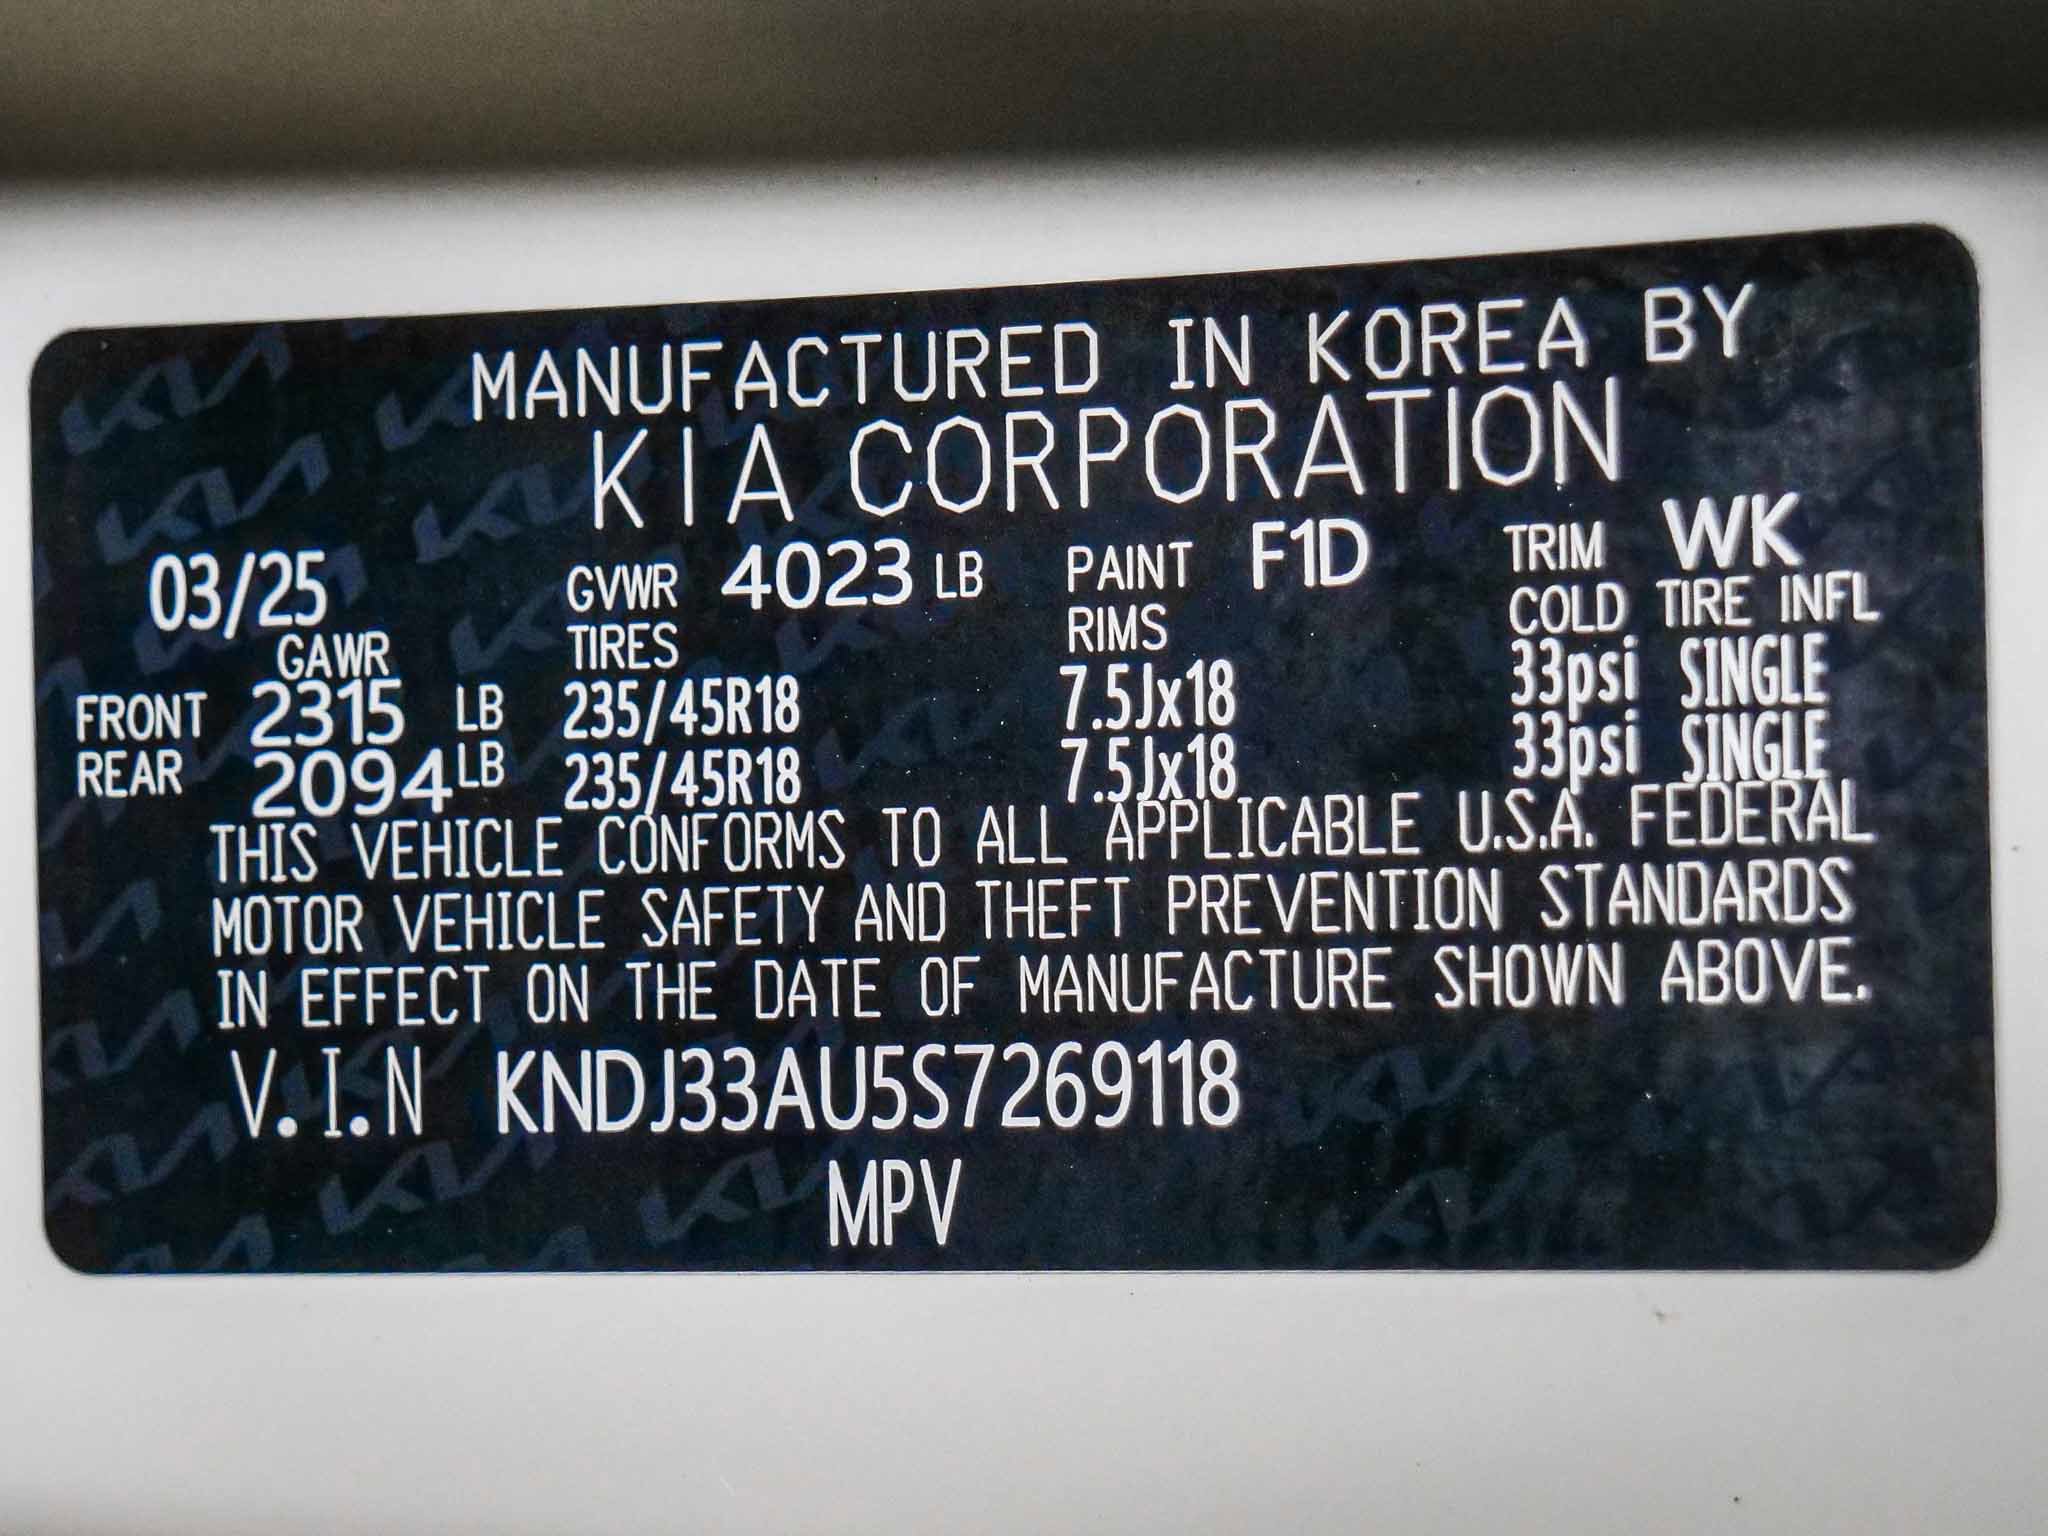 MANUFACTURED IN KOREA BY
KIA CORPORATION
03/25 GVWR 4023 LB PAINT F1D TRIM WK
GAWR TIRES RIMS COLD TIRE INFL
FRONT 2315 LB 235/45R18 7.5Jx18 33psi SINGLE
REAR 2094 LB 235/45R18 7.5Jx18 33psi SINGLE
THIS VEHICLE CONFORMS TO ALL APPLICABLE U.S.A. FEDERAL
MOTOR VEHICLE SAFETY AND THEFT PREVENTION STANDARDS
IN EFFECT ON THE DATE OF MANUFACTURE SHOWN ABOVE.
V.I.N KNDJ33AU5S7269118
MPV